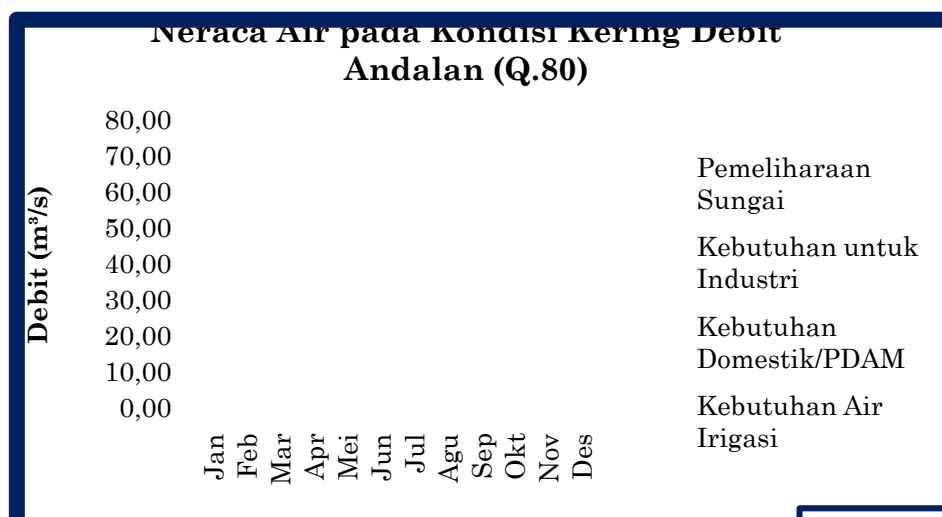 Neraca Air pada Kondisi Kering Debit
Andalan (Q.80)
Debit (m³/s)
80,00
70,00
60,00
50,00
40,00
30,00
20,00
10,00
0,00
Jan
Feb
Mar
Apr
Mei
Jun
Jul
Agu
Sep
Okt
Nov
Des
Pemeliharaan
Sungai
Kebutuhan untuk
Industri
Kebutuhan
Domestik/PDAM
Kebutuhan Air
Irigasi